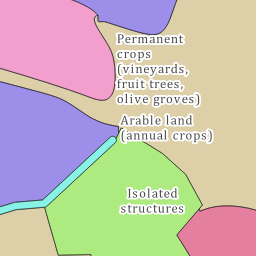 Permanent
crops
(vineyards,
fruit trees,
olive groves)
Arable land
(annual crops)
Isolated
structures